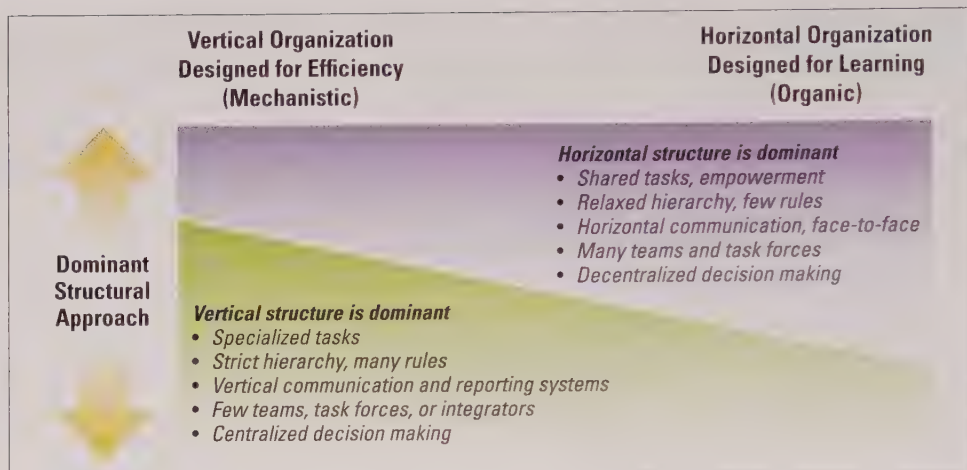 Vertical Organization
Designed for Efficiency
(Mechanistic)
Horizontal Organization
Designed for Learning
(Organic)
Dominant
Structural
Approach
Horizontal structure is dominant
• Shared tasks, empowerment
• Relaxed hierarchy, few rules
• Horizontal communication, face-to-face
• Many teams and task forces
• Decentralized decision making
Vertical structure is dominant
• Specialized tasks
• Strict hierarchy, many rules
• Vertical communication and reporting systems
• Few teams, task forces, or integrators
• Centralized decision making